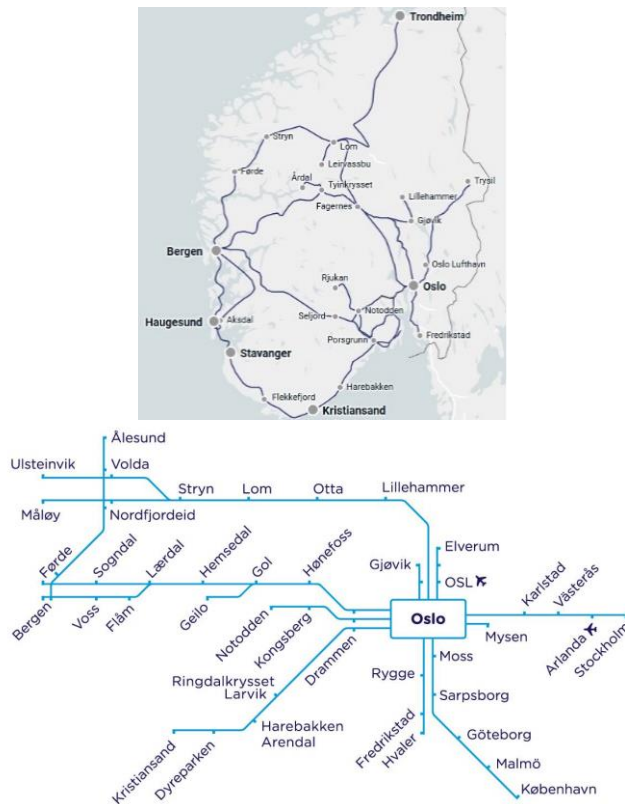 Trondheim
Stryn
Lom
Leirvassbu
Førde
Årdal
Tyinkrysset
Trysil
Lillehammer
Fagernes
Gjøvik
Bergen
Oslo Lufthavn
Rjukan
Oslo
Haugesund
Aksdal
Seljord
Notodden
Stavanger
Porsgrunn
Fredrikstad
Harebakken
Flekkefjord
Kristiansand
Ålesund
Ulsteinvik
Volda
Stryn
Lom
Otta
Lillehammer
Måløy
Nordfjordeid
Elverum
Førde
Sogndal
Lærdal
Hemsedal
Gol
Hønefoss
Gjøvik
OSL
Karlstad
Västerås
Oslo
Bergen
Voss
Flåm
Geilo
Notodden
Kongsberg
Drammen
Mysen
Arlanda
Stockholm
Moss
Ringdalkrysset
Larvik
Rygge
Sarpsborg
Harebakken
Arendal
Fredrikstad
Hvaler
Göteborg
Kristiansand
Dyreparken
Malmö
København